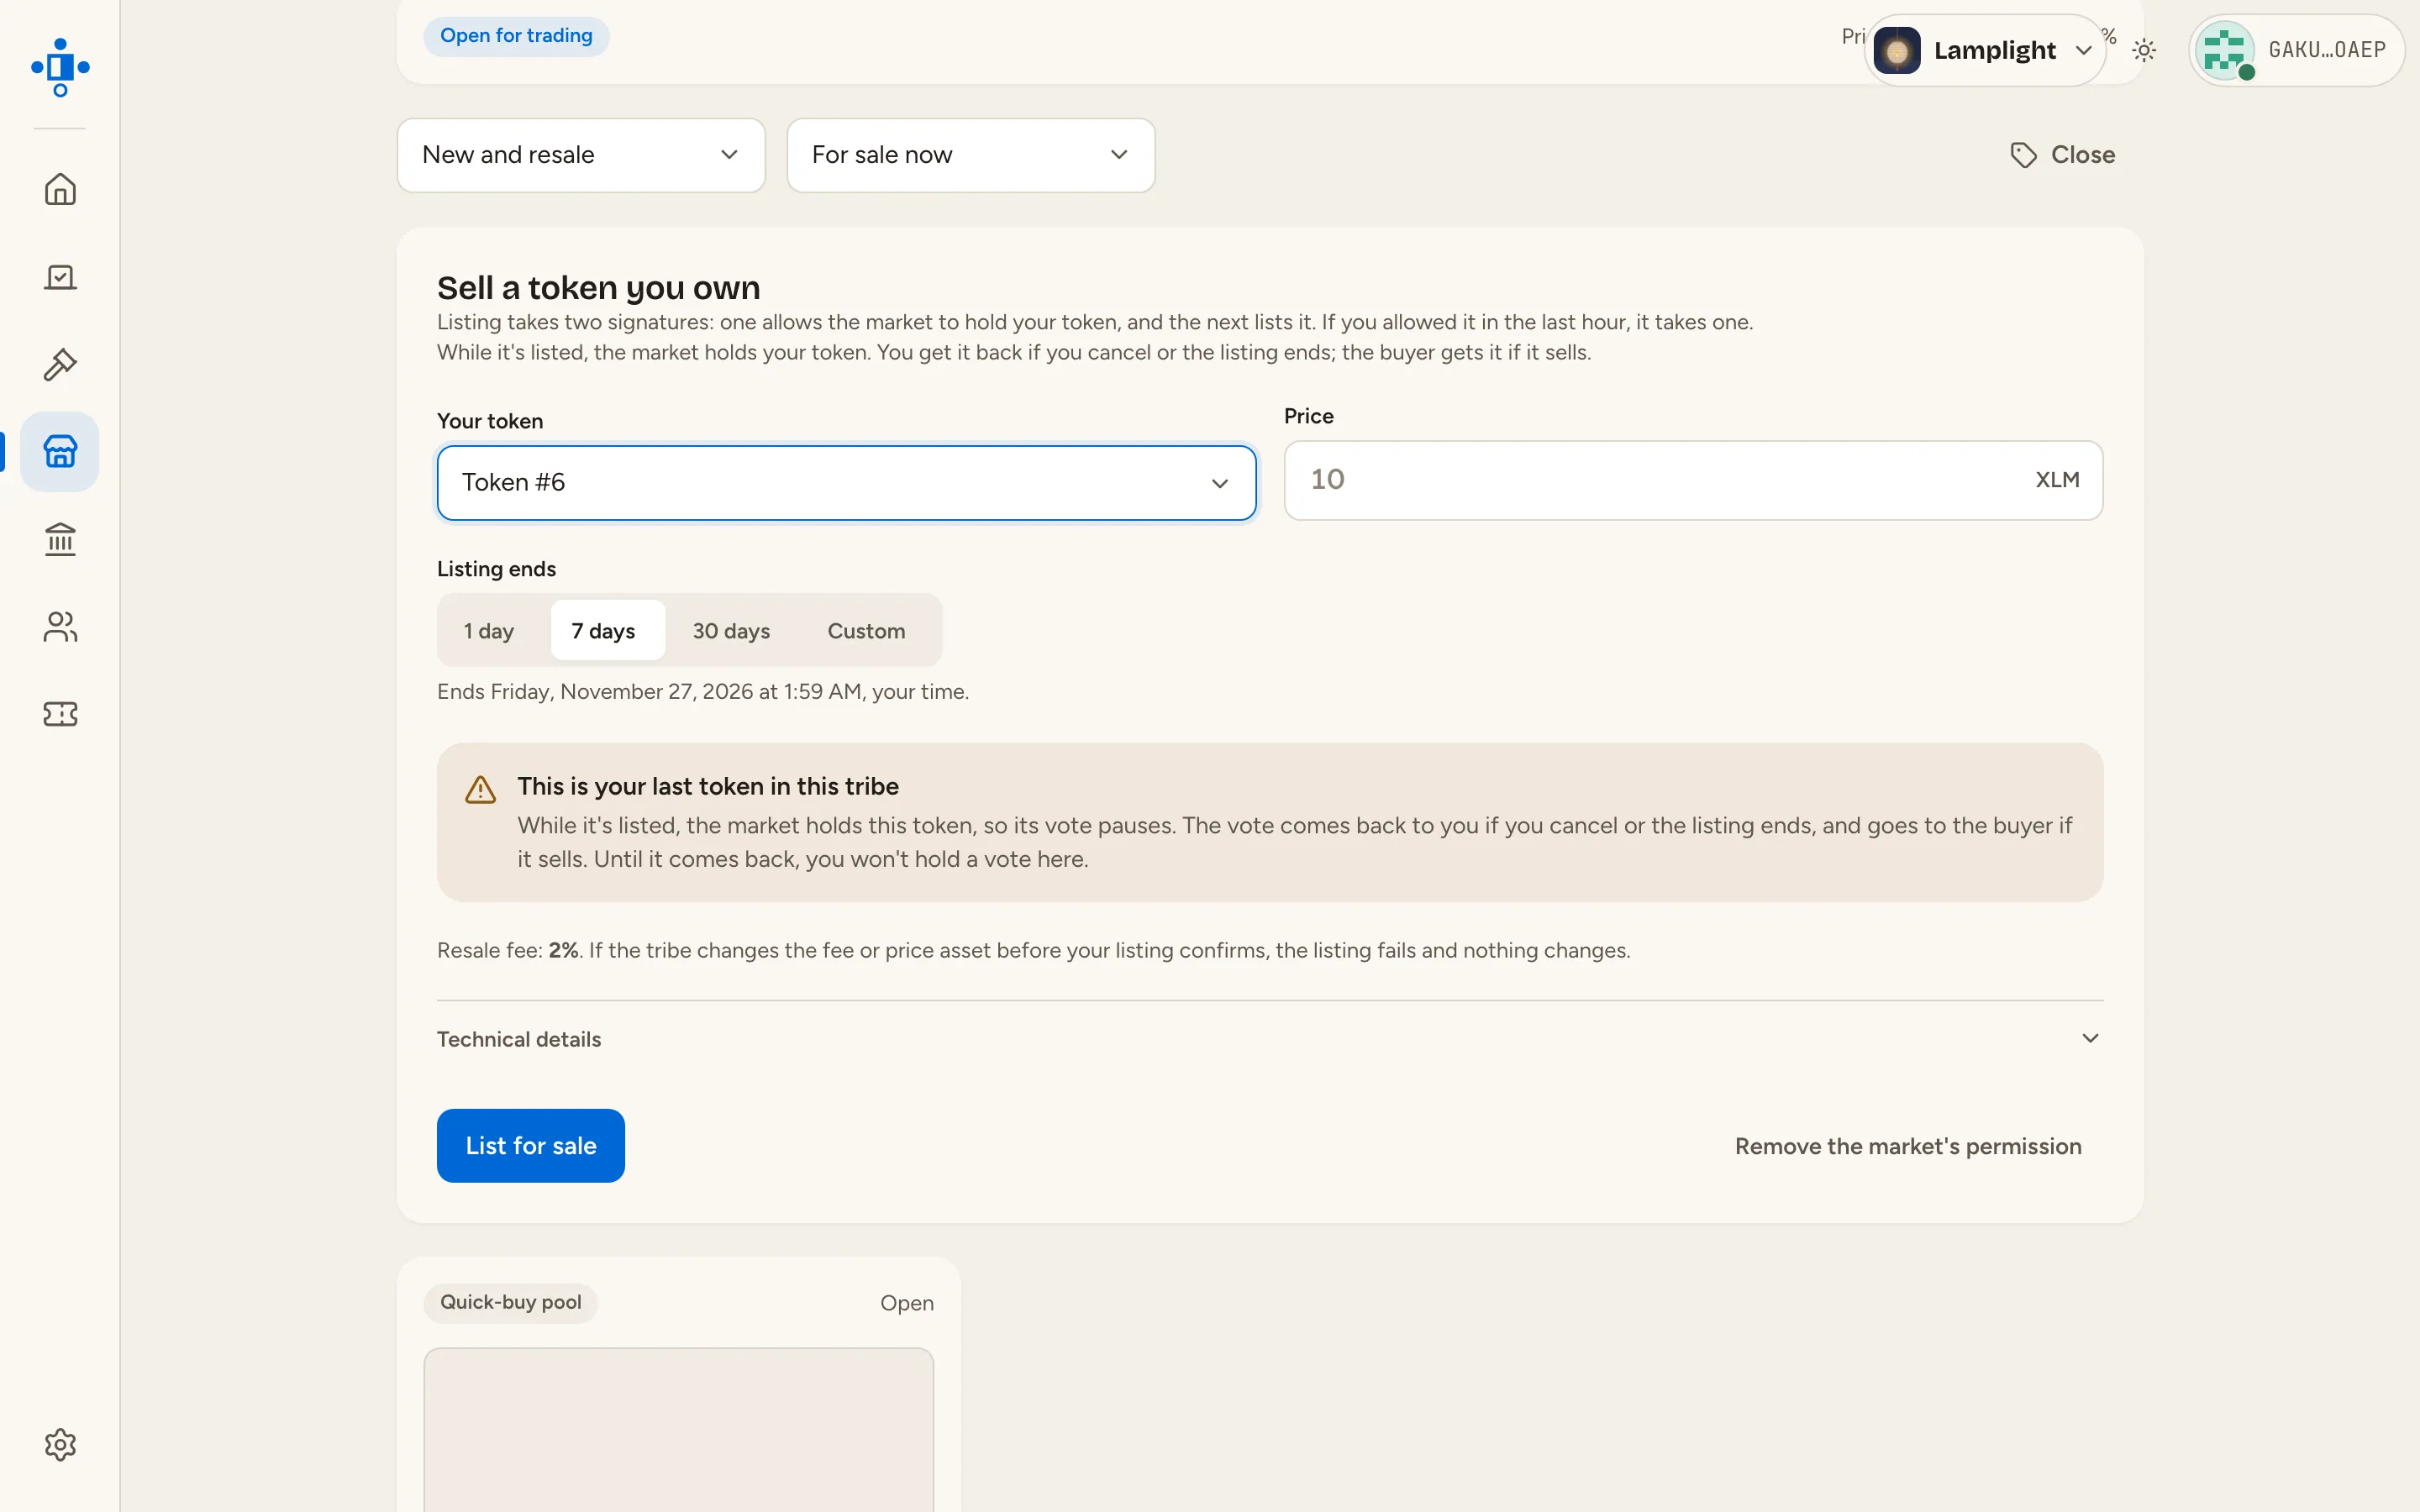 Open for trading
Pri
%
Lamplight
GAKU...OAEP
New and resale
For sale now
Close
Sell a token you own
Listing takes two signatures: one allows the market to hold your token, and the next lists it. If you allowed it in the last hour, it takes one.
While it's listed, the market holds your token. You get it back if you cancel or the listing ends; the buyer gets it if it sells.
Your token
Price
Token #6
10
XLM
Listing ends
1 day
7 days
30 days
Custom
Ends Friday, November 27, 2026 at 1:59 AM, your time.
This is your last token in this tribe
While it's listed, the market holds this token, so its vote pauses. The vote comes back to you if you cancel or the listing ends, and goes to the buyer if
it sells. Until it comes back, you won't hold a vote here.
Resale fee: 2%. If the tribe changes the fee or price asset before your listing confirms, the listing fails and nothing changes.
Technical details
List for sale
Remove the market's permission
Quick-buy pool
Open